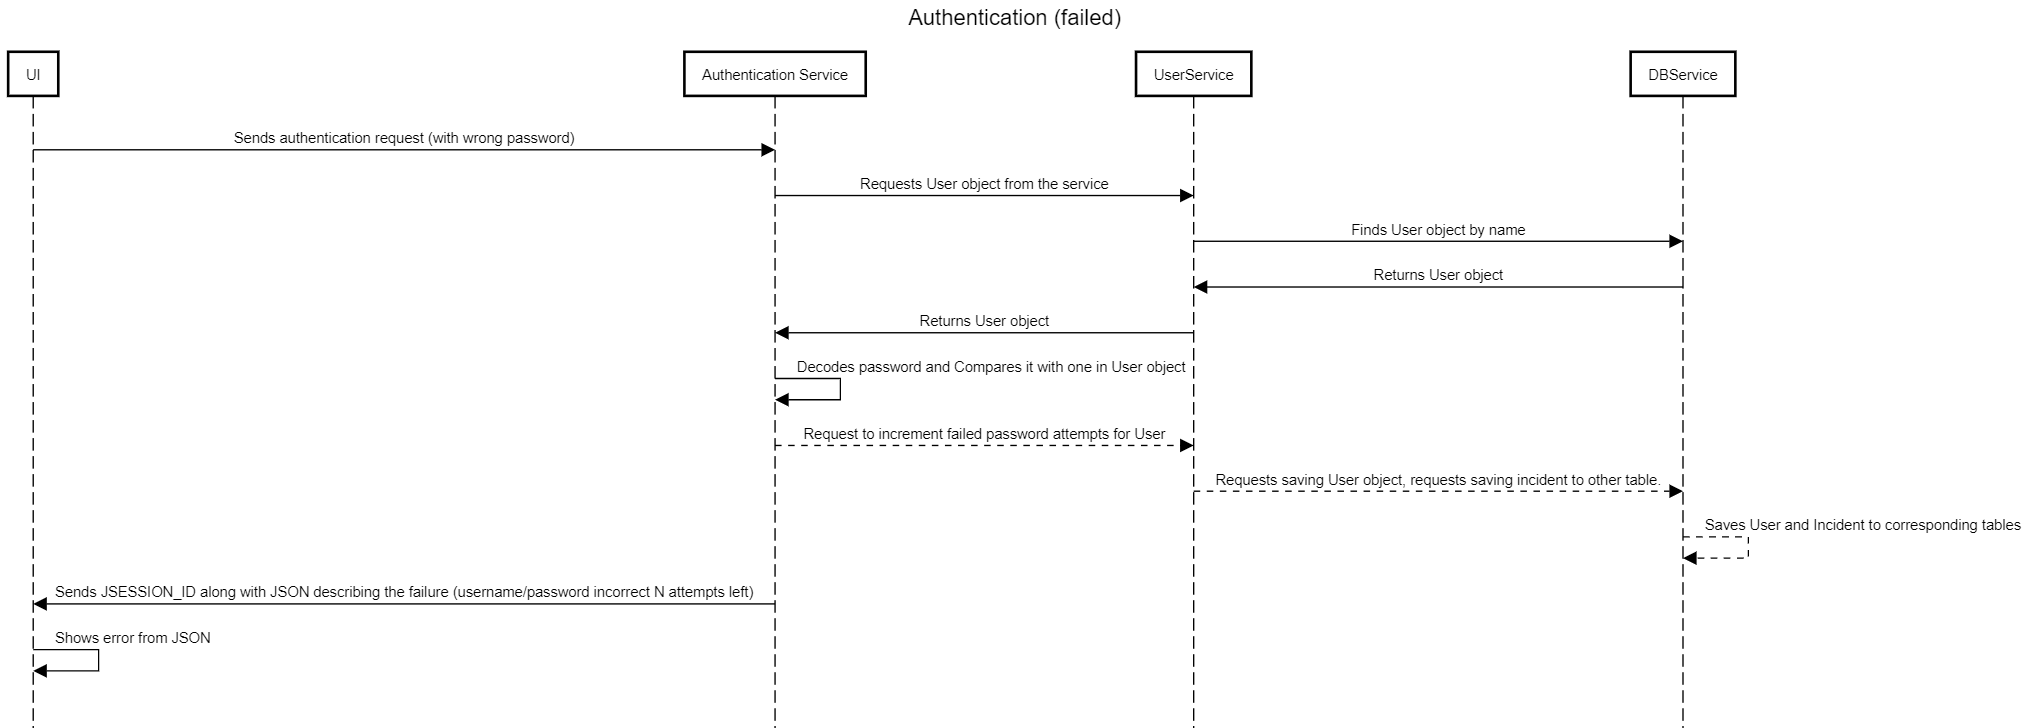 Authentication (failed)
UI
Authentication Service
UserService
DBService
Sends authentication request (with wrong password)
Requests User object from the service
Finds User object by name
Returns User object
Returns User object
Decodes password and Compares it with one in User object
Request to increment failed password attempts for User
Requests saving User object, requests saving incident to other table.
Saves User and Incident to corresponding tables
Sends JSESSION_ID along with JSON describing the failure (username/password incorrect N attempts left)
Shows error from JSON